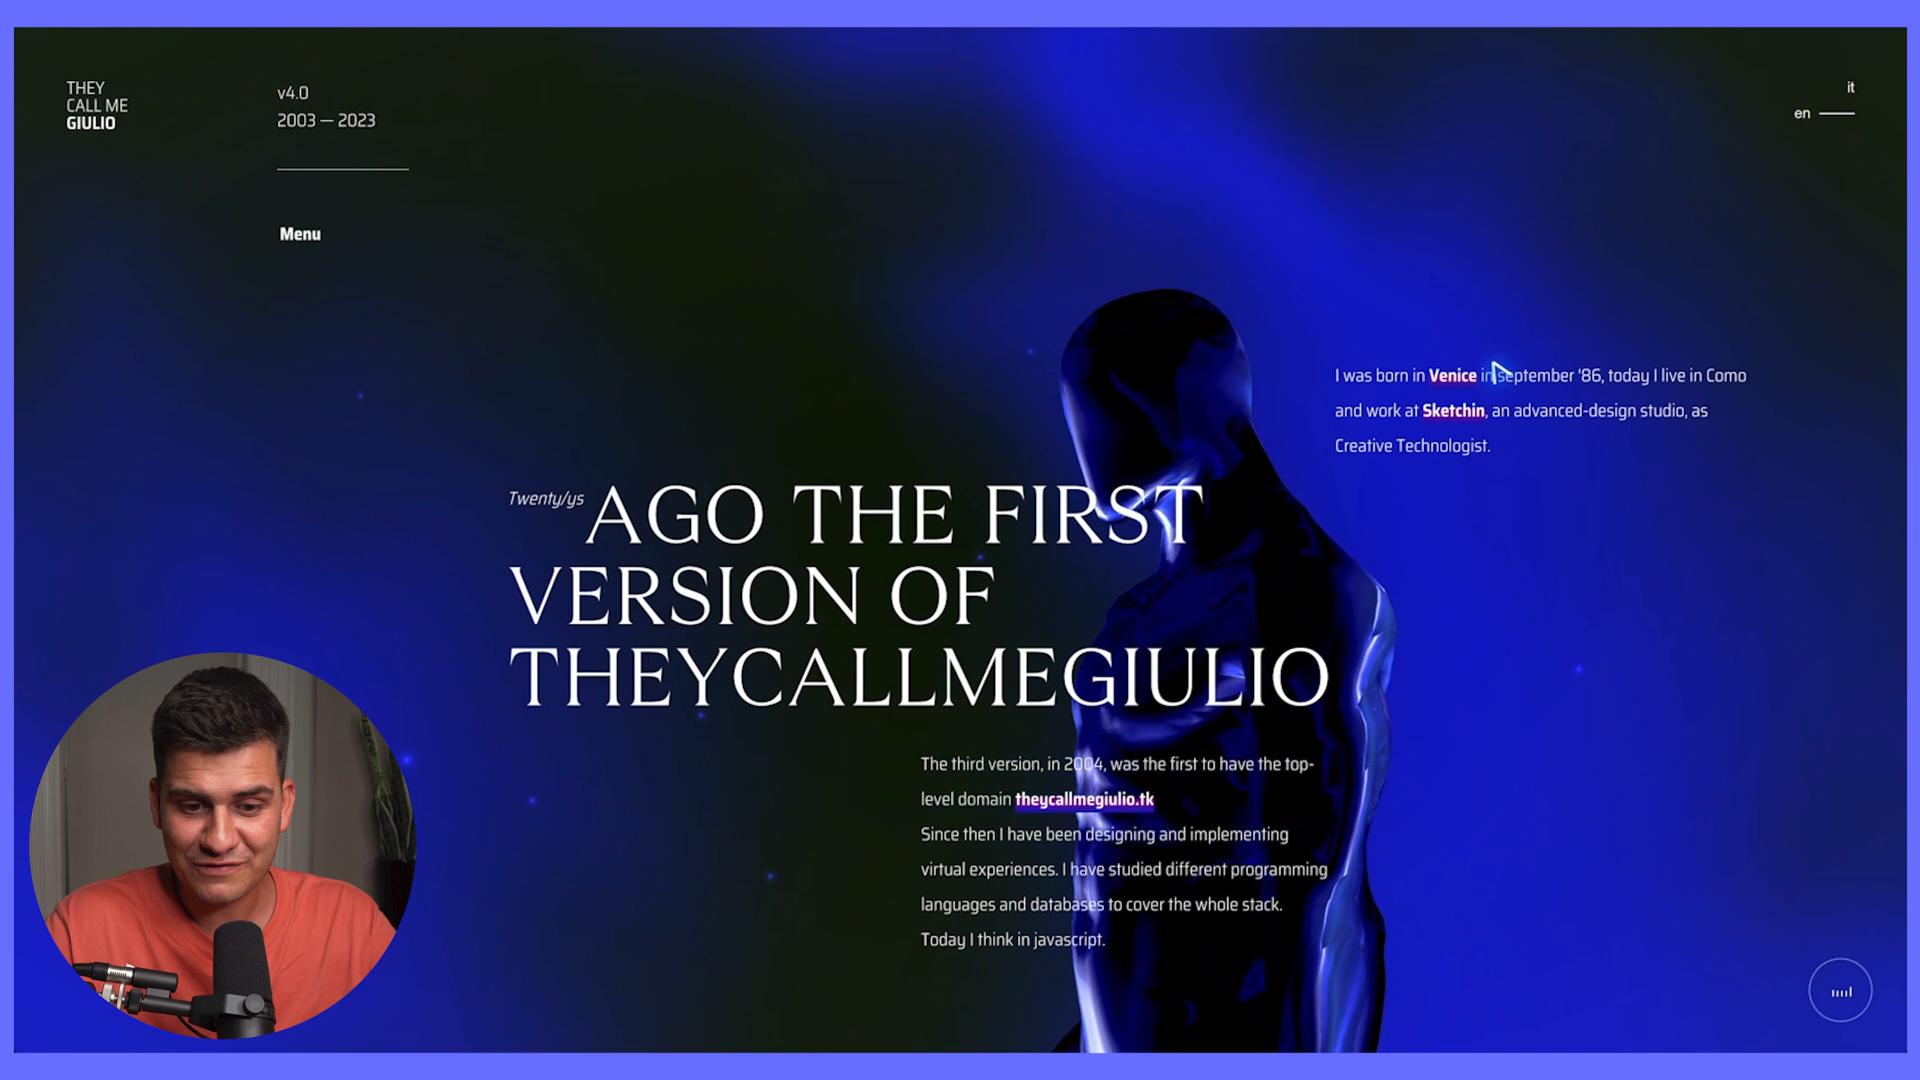 THEY
CALL ME
GIULIO
v4.0
2003 — 2023
Menu
it
en
I was born in Venice in september '86, today I live in Como
and work at Sketchin, an advanced-design studio, as
Creative Technologist.
Twenty/ys AGO THE FIRST
VERSION OF
THEYCALLMEGIULIO
The third version, in 2004, was the first to have the top-
level domain theycallmegiulio.tk
Since then I have been designing and implementing
virtual experiences. I have studied different programming
languages and databases to cover the whole stack.
Today I think in javascript.